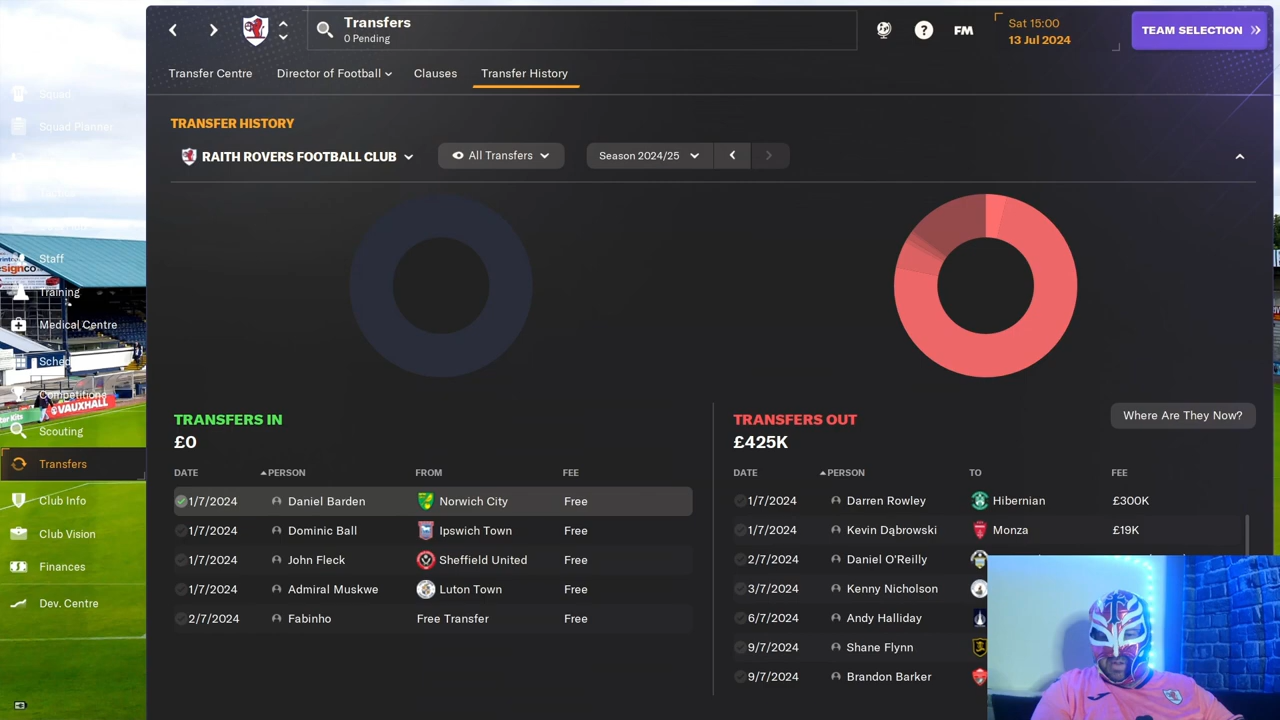 Transfers
0 Pending
FM
Sat 15:00
13 Jul 2024
TEAM SELECTION
Transfer Centre
Director of Football
Clauses
Transfer History
Squad
Squad Planner
Staff
Training
Medical Centre
Sched
Competitions
VAUXHALL
Scouting
Transfers
Club Info
Club Vision
Finances
Dev. Centre
TRANSFER HISTORY
RAITH ROVERS FOOTBALL CLUB
All Transfers
Season 2024/25
TRANSFERS IN
£0
DATE PERSON FROM FEE
1/7/2024 Daniel Barden Norwich City Free
1/7/2024 Dominic Ball Ipswich Town Free
1/7/2024 John Fleck Sheffield United Free
1/7/2024 Admiral Muskwe Luton Town Free
2/7/2024 Fabinho Free Transfer Free
TRANSFERS OUT
£425K
Where Are They Now?
DATE PERSON TO FEE
1/7/2024 Darren Rowley Hibernian £300K
1/7/2024 Kevin Dąbrowski Monza £19K
2/7/2024 Daniel O'Reilly
3/7/2024 Kenny Nicholson
6/7/2024 Andy Halliday
9/7/2024 Shane Flynn
9/7/2024 Brandon Barker